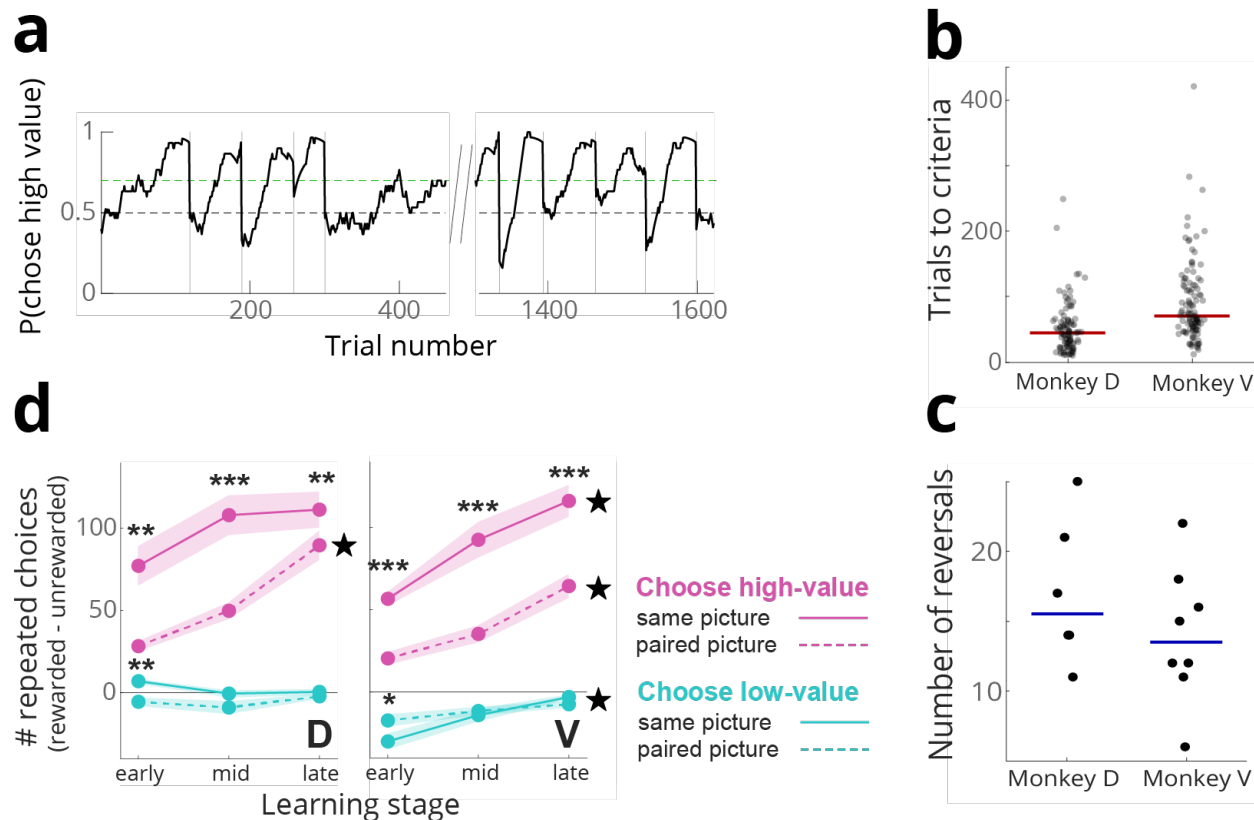 a
P(chose high value)
1
0.5
0
200
400
1400
1600
Trial number
b
Trials to criteria
400
200
0
Monkey D
Monkey V
d
# repeated choices
(rewarded - unrewarded)
100
50
0
**
***
**
**
D
early
mid
late
***
***
***
*
V
early
mid
late
Learning stage
Choose high-value
same picture
paired picture
Choose low-value
same picture
paired picture
c
Number of reversals
20
10
Monkey D
Monkey V